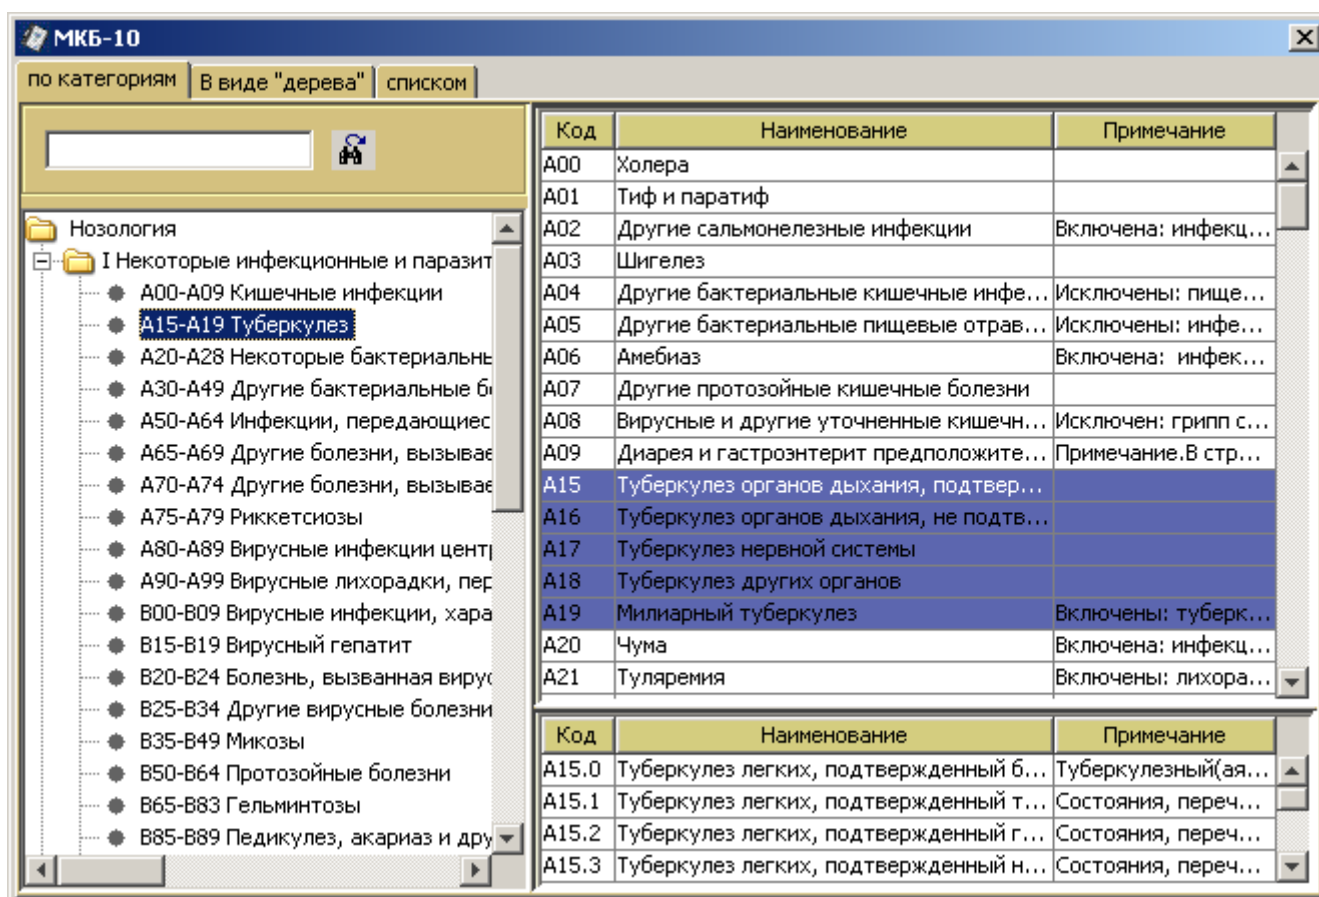 МКБ-10
по категориям В виде "дерева" списком
Нозология
I Некоторые инфекционные и паразит
A00-A09 Кишечные инфекции
A15-A19 Туберкулез
A20-A28 Некоторые бактериальнь
A30-A49 Другие бактериальные б
A50-A64 Инфекции, передающиес
A65-A69 Другие болезни, вызывае
A70-A74 Другие болезни, вызывае
A75-A79 Риккетсиозы
A80-A89 Вирусные инфекции цент
A90-A99 Вирусные лихорадки, пер
B00-B09 Вирусные инфекции, хара
B15-B19 Вирусный гепатит
B20-B24 Болезнь, вызванная виру
B25-B34 Другие вирусные болезни
B35-B49 Микозы
B50-B64 Протозойные болезни
B65-B83 Гельминтозы
B85-B89 Педикулез, акариаз и дру
Код Наименование Примечание
A00 Холера
A01 Тиф и паратиф
A02 Другие сальмонелезные инфекции Включена: инфекц...
A03 Шигелез
A04 Другие бактериальные кишечные инфе... Исключены: пище...
A05 Другие бактериальные пищевые отрав... Исключены: инфе...
A06 Амебиаз Включена: инфек...
A07 Другие протозойные кишечные болезни
A08 Вирусные и другие уточненные кишечн... Исключен: грипп с...
A09 Диарея и гастроэнтерит предположите... Примечание.В стр...
A15 Туберкулез органов дыхания, подтвер...
A16 Туберкулез органов дыхания, не подтв...
A17 Туберкулез нервной системы
A18 Туберкулез других органов
A19 Милиарный туберкулез Включены: туберк...
A20 Чума Включена: инфекц...
A21 Туляремия Включены: лихора...
Код Наименование Примечание
A15.0 Туберкулез легких, подтвержденный б... Туберкулезный(ая...
A15.1 Туберкулез легких, подтвержденный т... Состояния, переч...
A15.2 Туберкулез легких, подтвержденный г... Состояния, переч...
A15.3 Туберкулез легких, подтвержденный н... Состояния, переч...